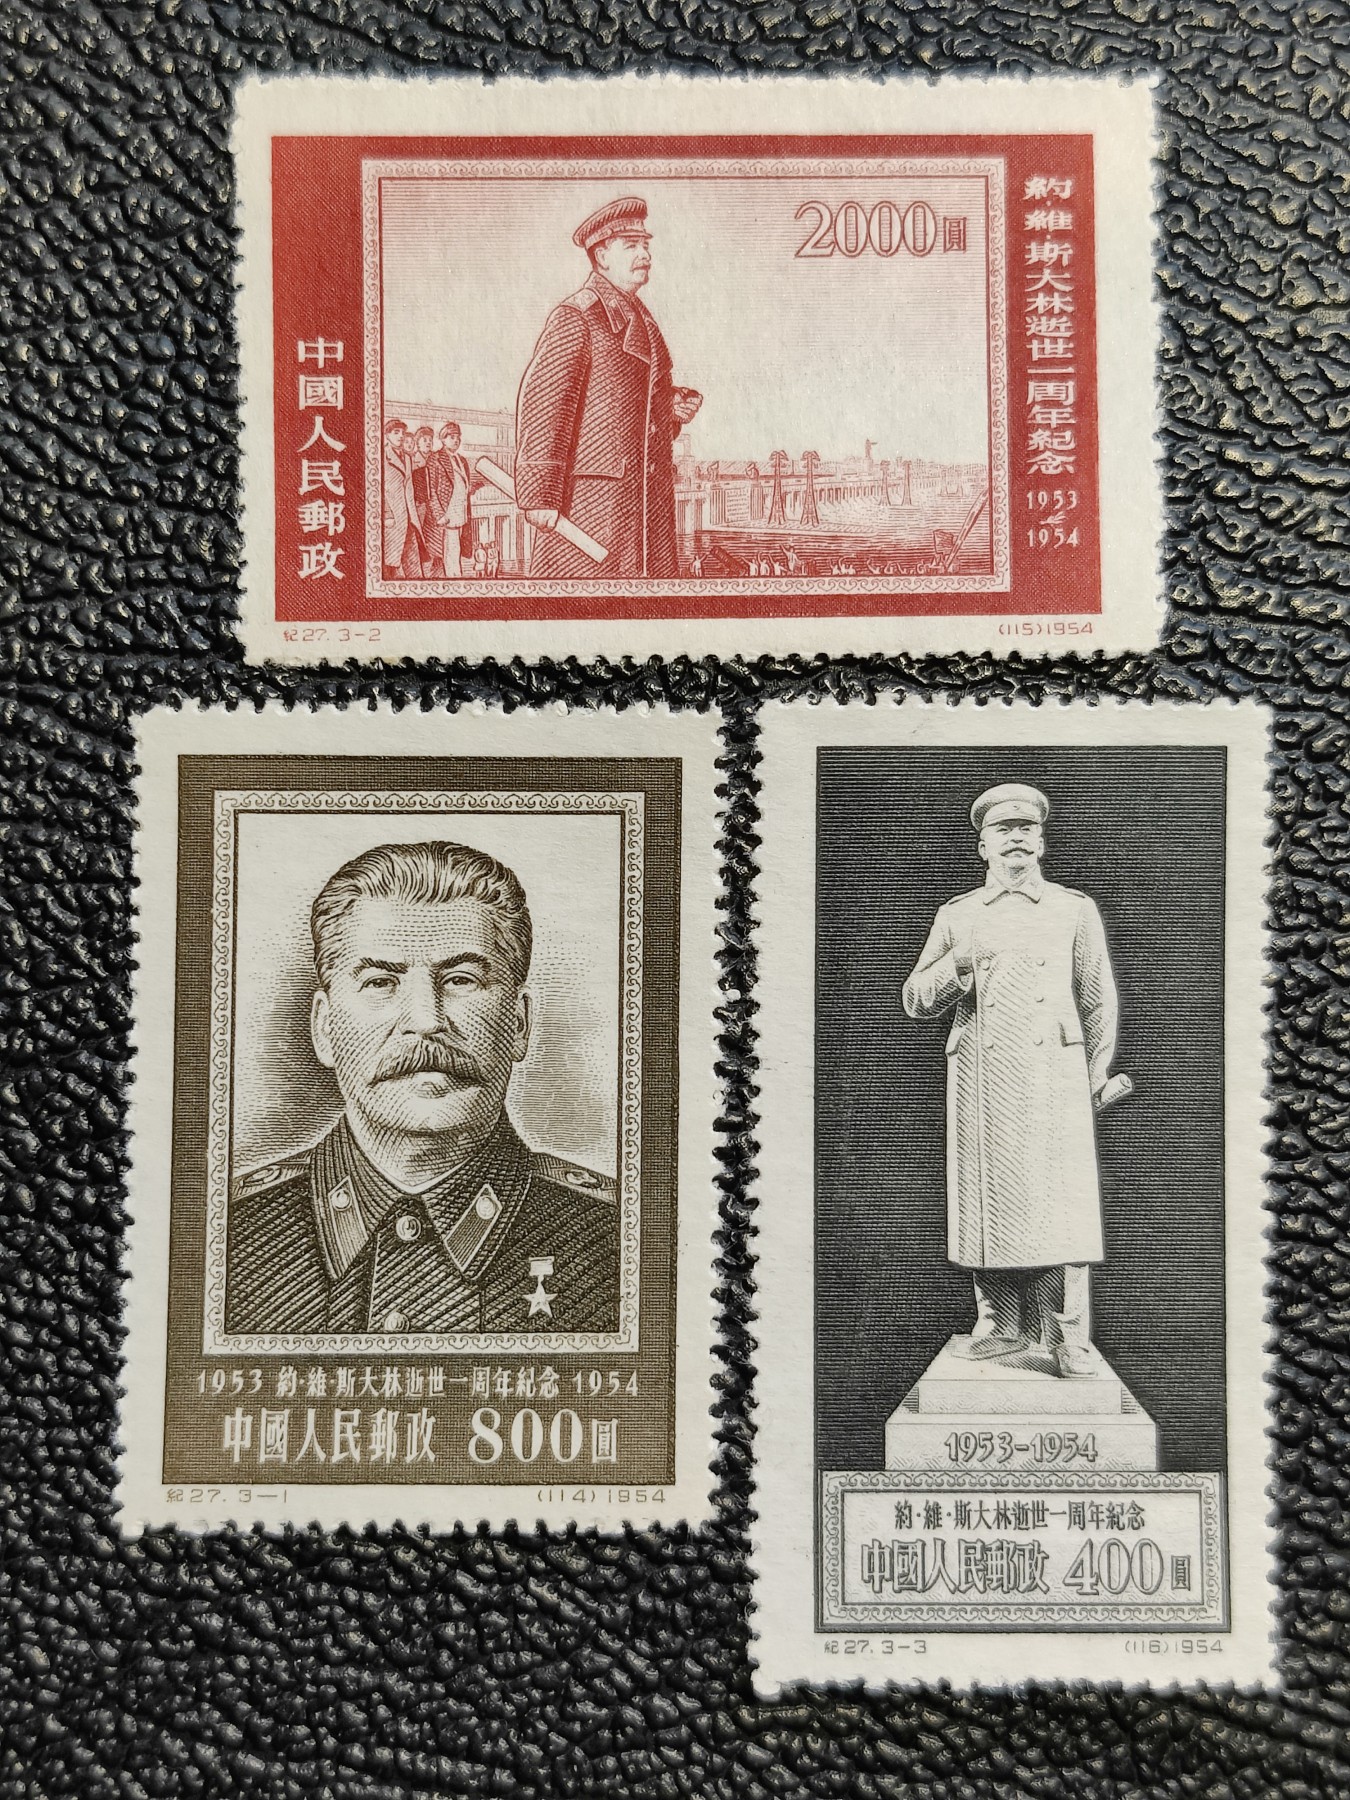 2000圓
約·維·斯大林逝世一周年紀念
1953
—
1954
中國人民郵政
紀27. 3-2
(115)1954
1953 約·維·斯大林逝世一周年紀念 1954
中國人民郵政 800圓
紀27. 3-1
(114)1954
1953-1954
約·維·斯大林逝世一周年紀念
中國人民郵政 400圓
紀27. 3-3
(116)1954